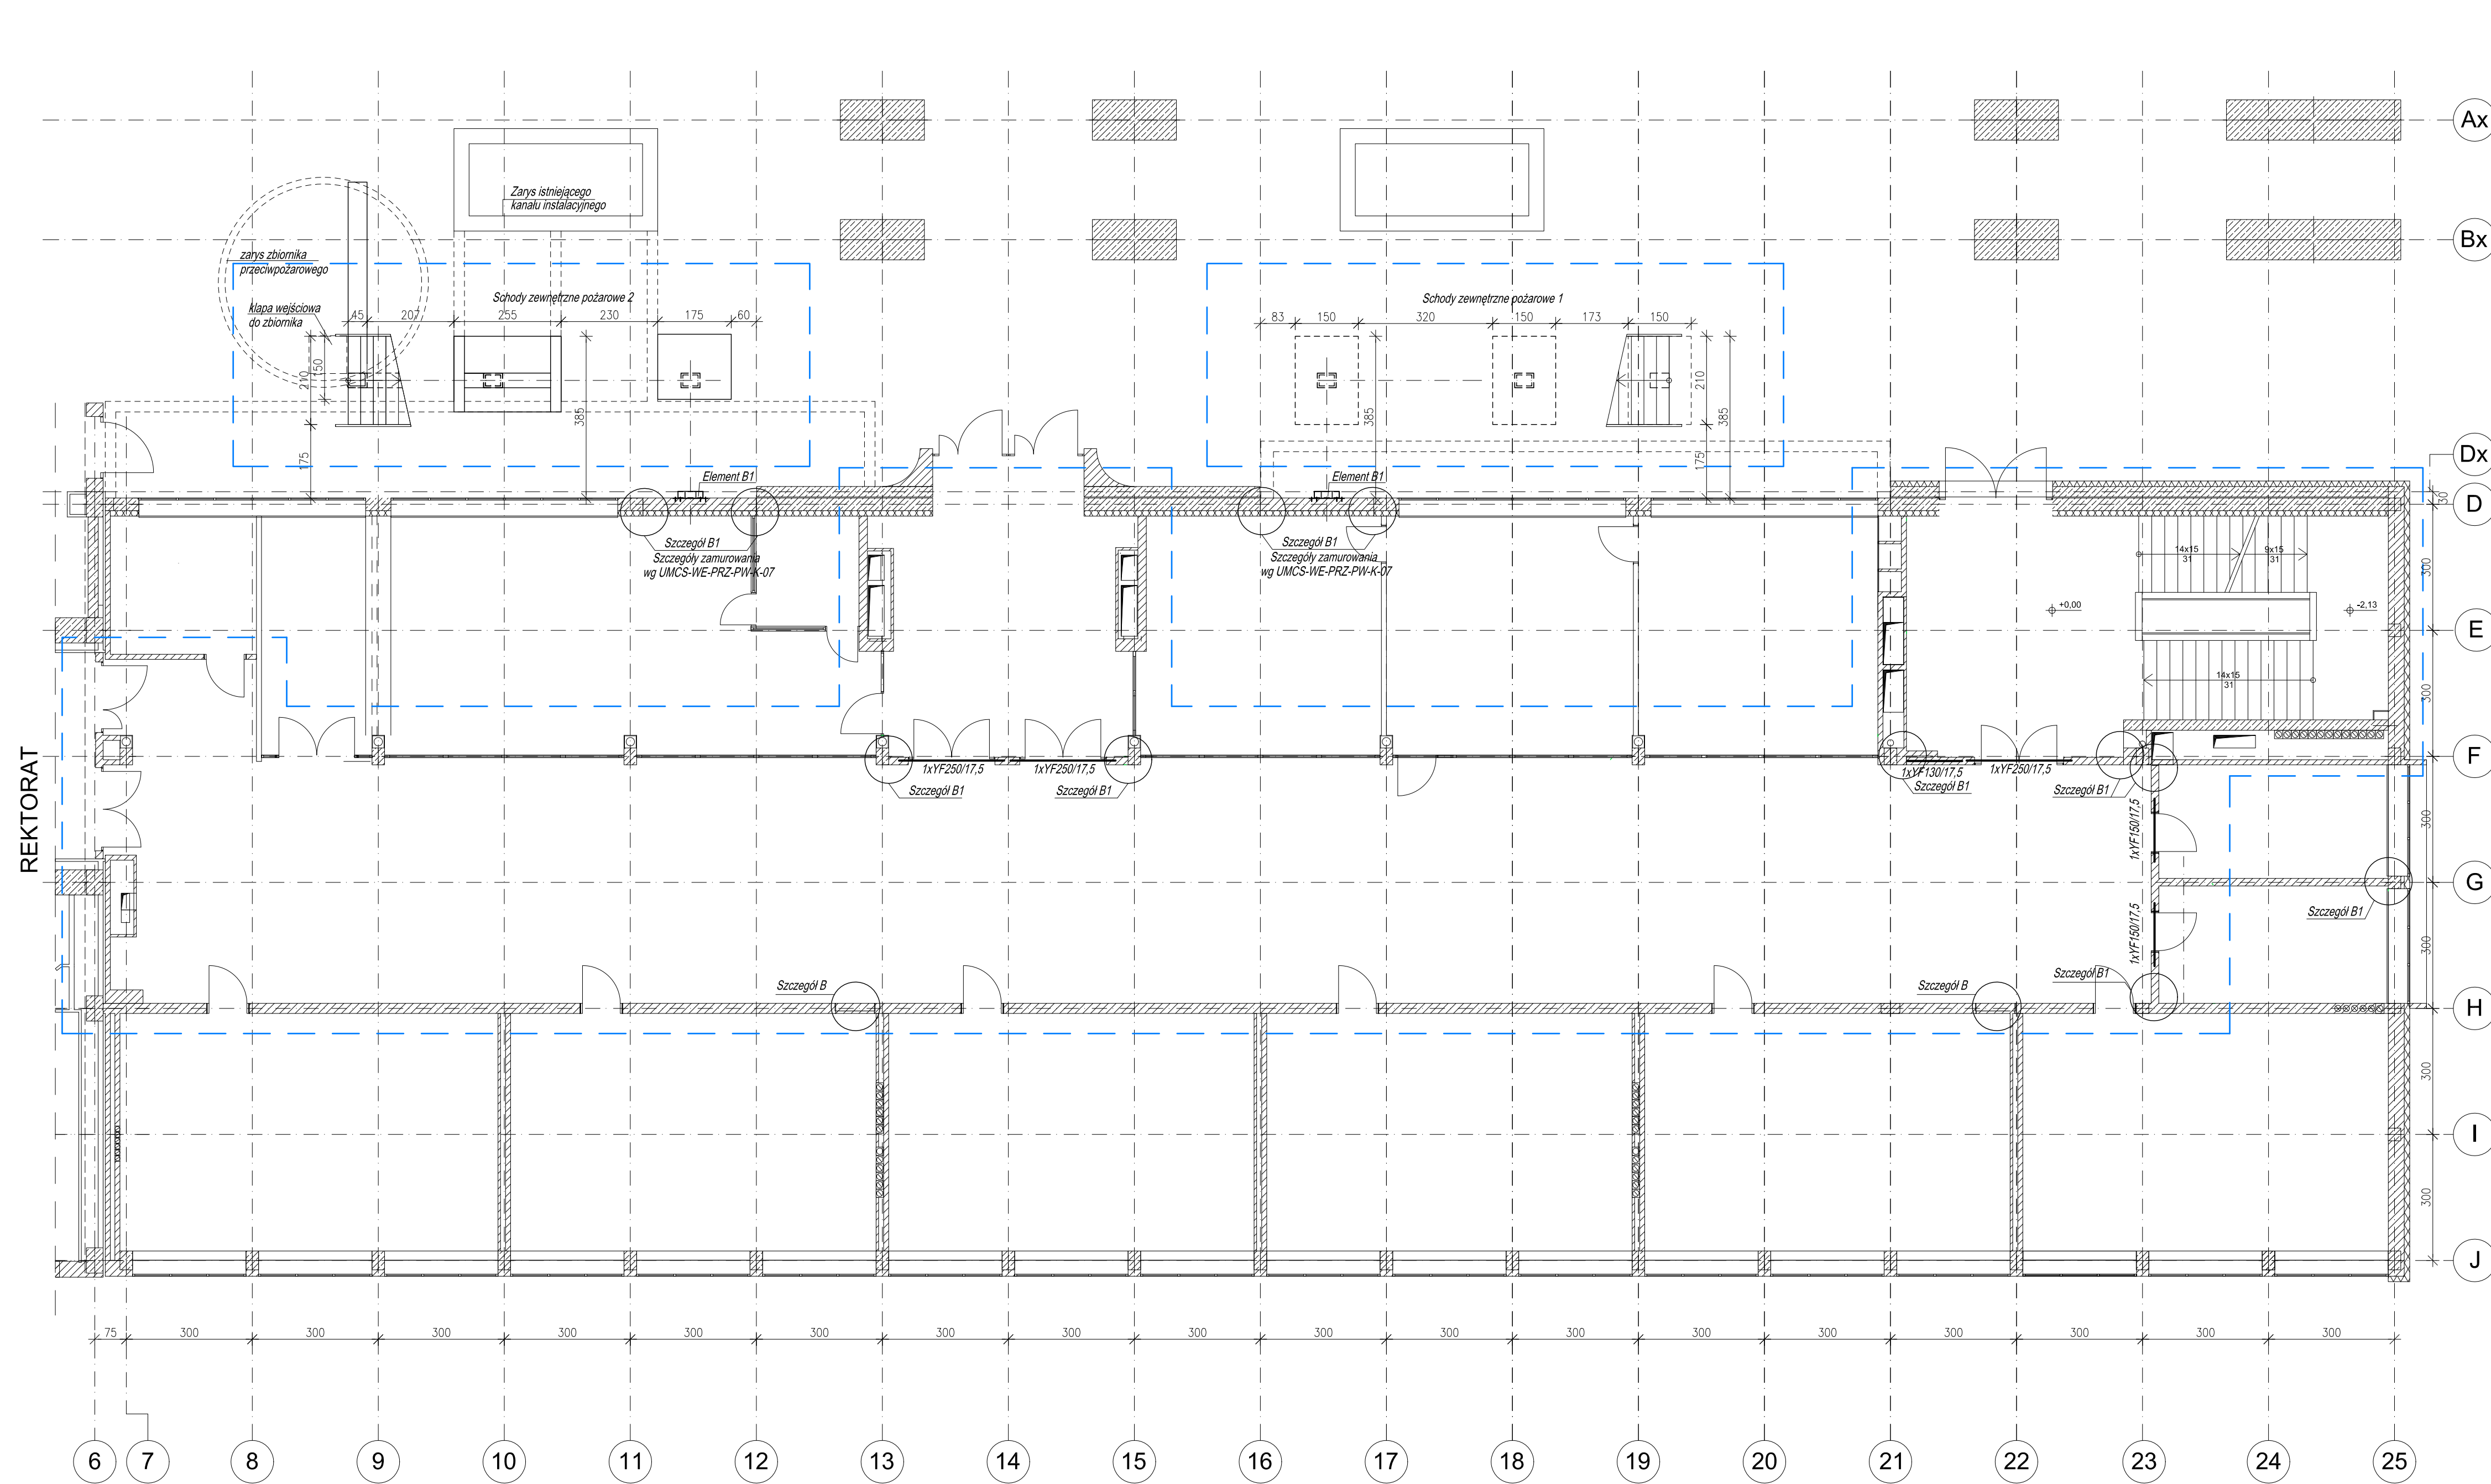 Ax
Zarys istniejącego
kanału instalacyjnego
Bx
zarys zbiornika
przeciwpożarowego
Schody zewnętrzne pożarowe 2
Schody zewnętrzne pożarowe 1
klapa wejściowa
do zbiornika
45 207 255 230 175 60
83 150 320 150 173 150
210
150
385
175
385
210
385
175
Dx
Element B1
Element B1
30
D
Szczegół B1
Szczegóły zamurowania
wg UMCS-WE-PRZ-PW-K-07
Szczegół B1
Szczegóły zamurowania
wg UMCS-WE-PRZ-PW-K-07
14x15
31
9x15
31
300
+0,00
-2,13
E
14x15
31
300
F
1xYF250/17,5
1xYF250/17,5
1xYF130/17,5
1xYF250/17,5
Szczegół B1
Szczegół B1
Szczegół B1
Szczegół B1
REKTORAT
1xYF150/17,5
300
G
Szczegół B1
1xYF150/17,5
300
Szczegół B
Szczegół B
Szczegół B1
H
300
I
300
J
75 300 300 300 300 300 300 300 300 300 300 300 300 300 300 300 300 300 300
6 7 8 9 10 11 12 13 14 15 16 17 18 19 20 21 22 23 24 25